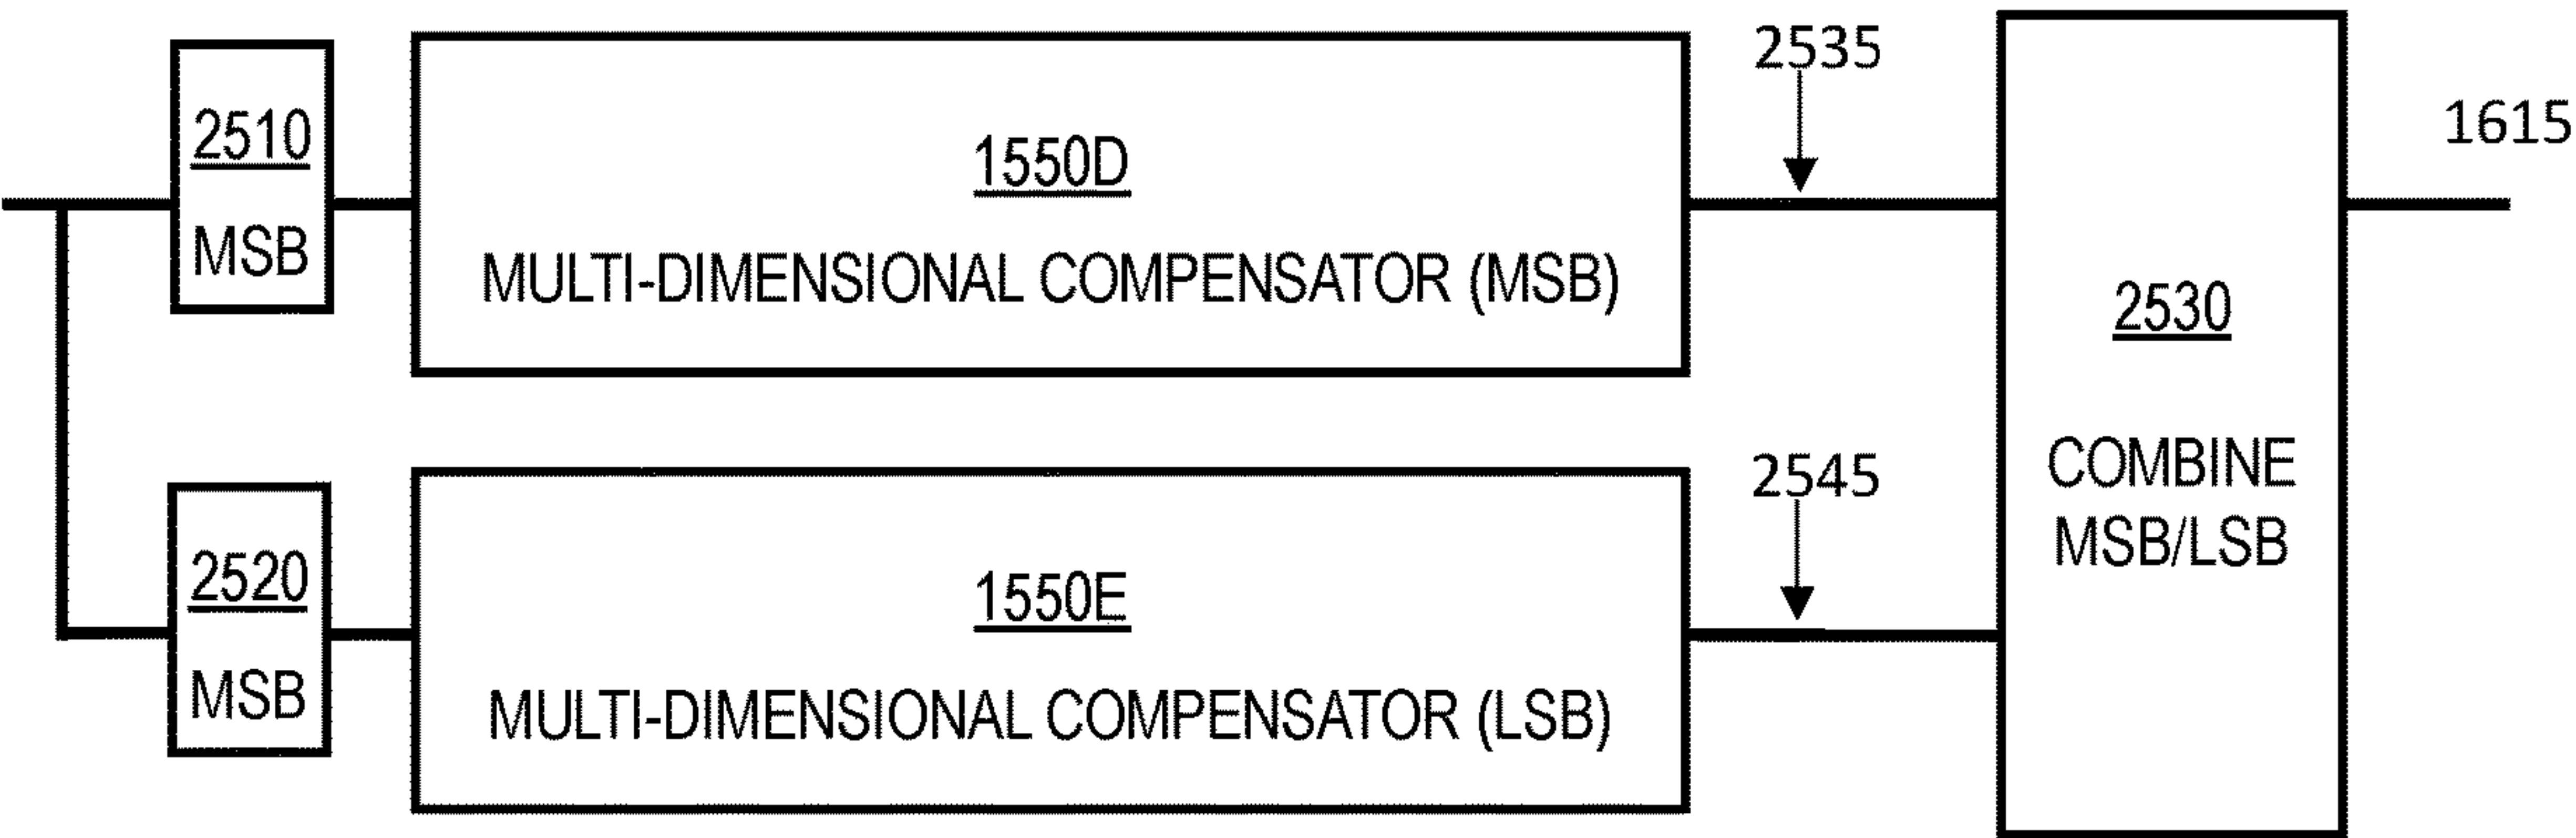 2510
MSB
1550D
MULTI-DIMENSIONAL COMPENSATOR (MSB)
2535
2530
COMBINE
MSB/LSB
1615
2520
MSB
1550E
MULTI-DIMENSIONAL COMPENSATOR (LSB)
2545